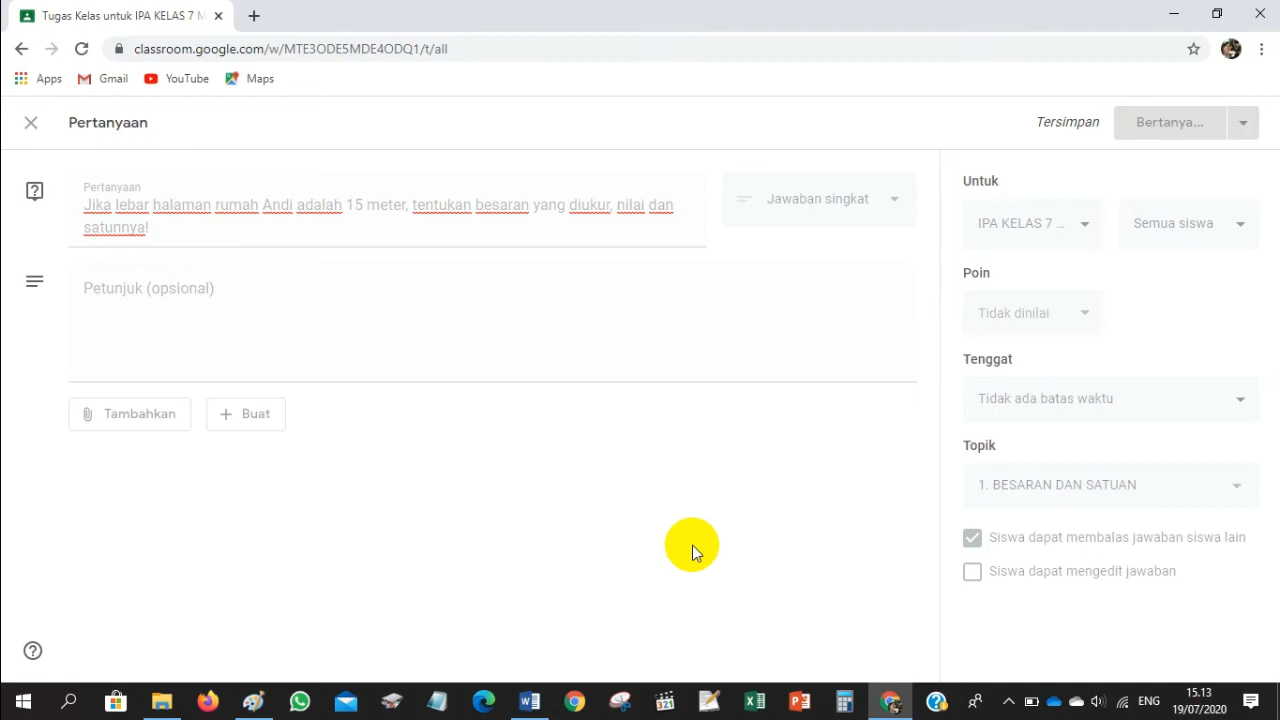 Tugas Kelas untuk IPA KELAS 7 M
classroom.google.com/w/MTE3ODE5MDE4ODQ1/t/all
Apps Gmail YouTube Maps
Pertanyaan
Tersimpan
Bertanya...
Pertanyaan
Jika lebar halaman rumah Andi adalah 15 meter, tentukan besaran yang diukur, nilai dan
satunnya!
Jawaban singkat
Petunjuk (opsional)
Tambahkan
Buat
Untuk
IPA KELAS 7 ...
Semua siswa
Poin
Tidak dinilai
Tenggat
Tidak ada batas waktu
Topik
1. BESARAN DAN SATUAN
Siswa dapat membalas jawaban siswa lain
Siswa dapat mengedit jawaban
321
ENG
15.13
19/07/2020